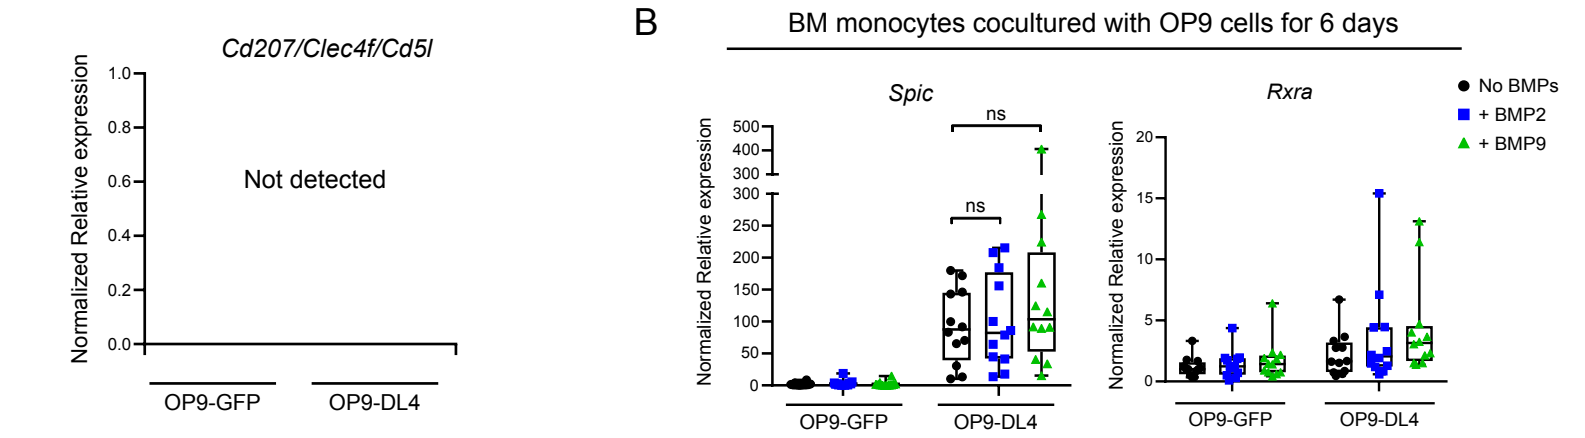 Cd207/Clec4f/Cd5l
Normalized Relative expression
1.0
0.8
0.6
0.4
0.2
0.0
Not detected
OP9-GFP
OP9-DL4
B
BM monocytes cocultured with OP9 cells for 6 days
Spic
Normalized Relative expression
500
400
300
300
250
200
150
100
50
0
ns
ns
OP9-GFP
OP9-DL4
Rxra
Normalized Relative expression
20
15
10
5
0
OP9-GFP
OP9-DL4
No BMPs
+ BMP2
+ BMP9